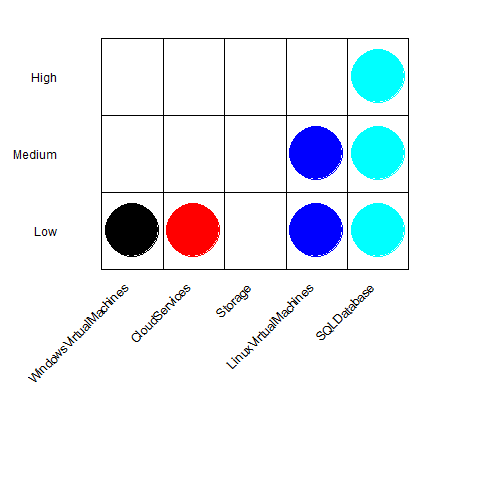 High
Medium
Low
WindowsVirtualMachines
CloudServices
Storage
LinuxVirtualMachines
SQLDatabase